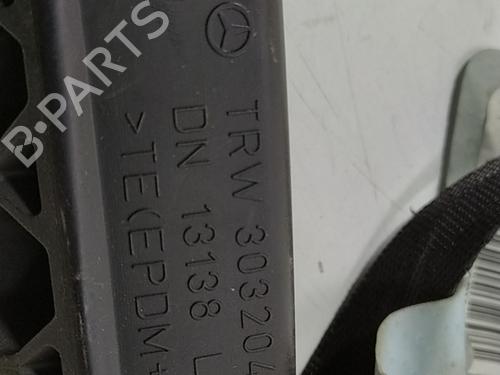 B-PARTS
TRW 303204
DN 13138 L
>TE(EPDM+